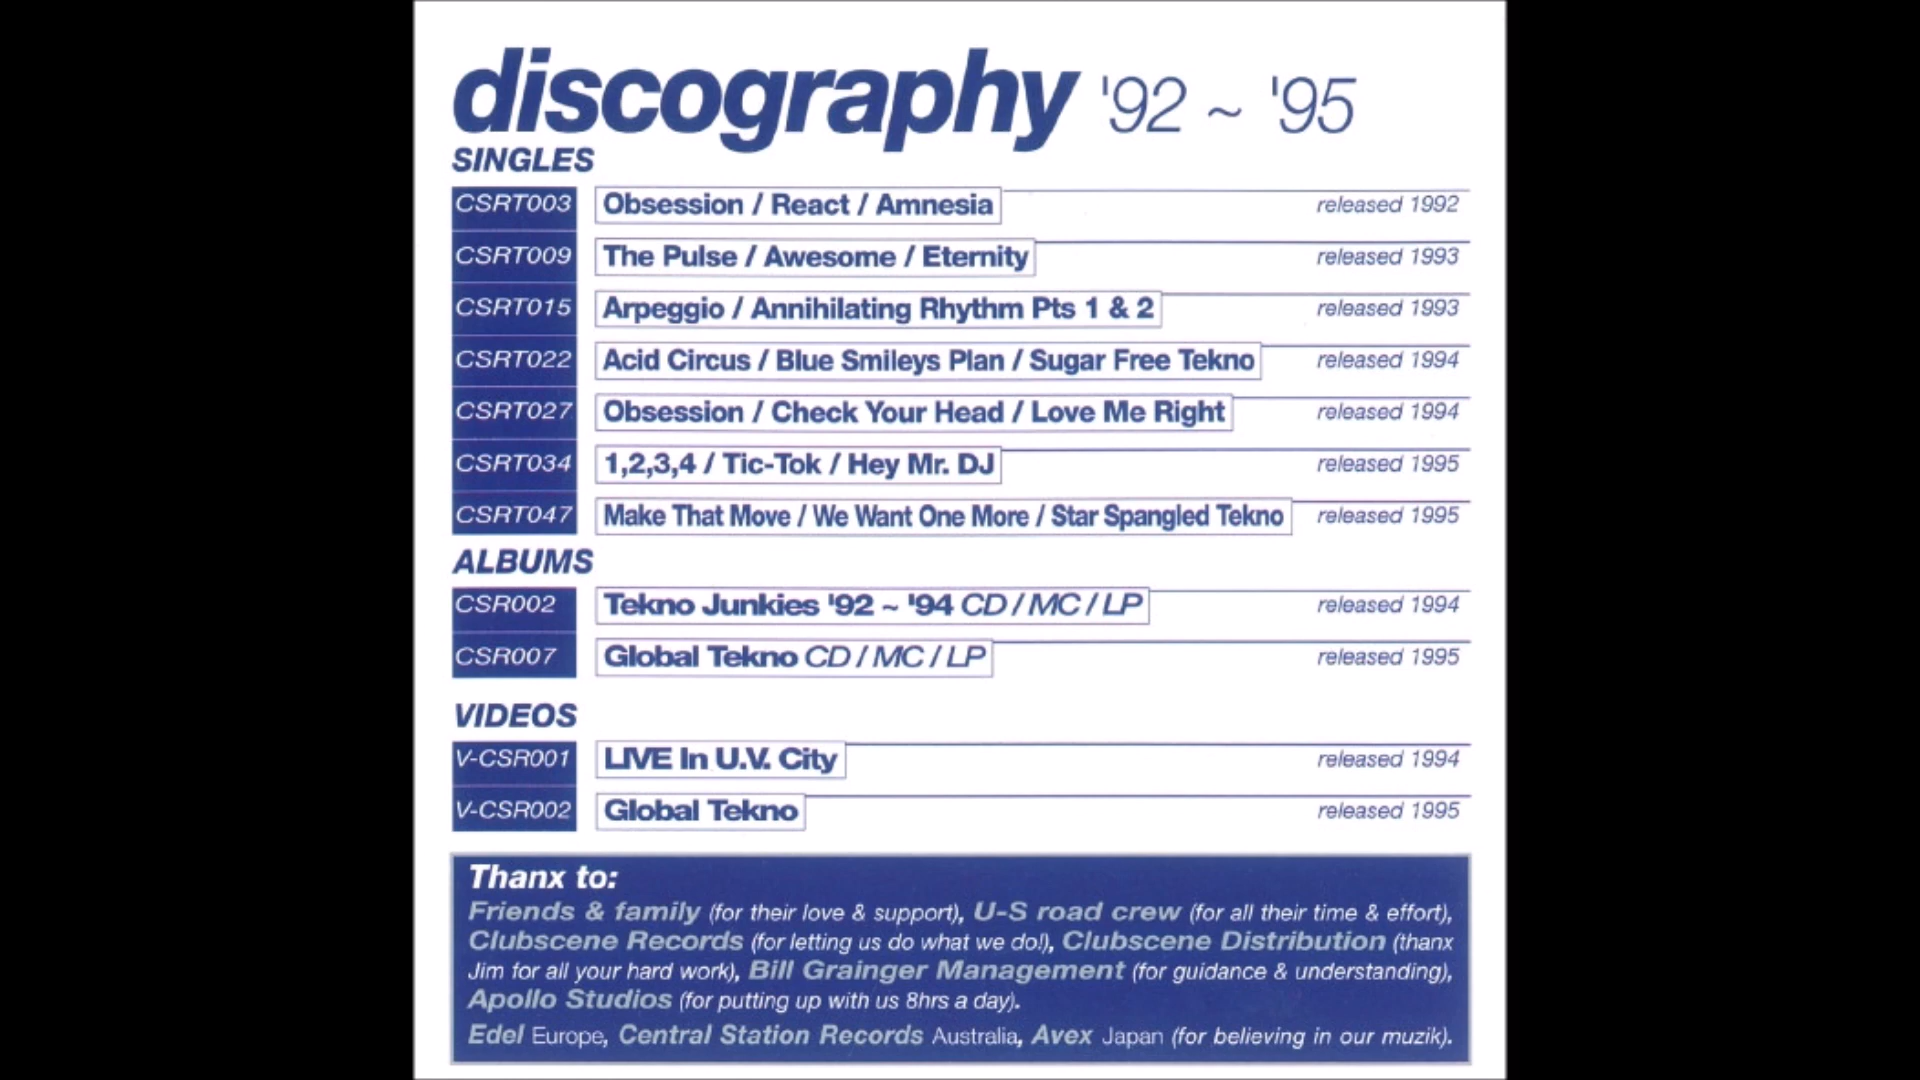 discography '92 ~ '95
SINGLES
CSRT003 Obsession / React / Amnesia released 1992
CSRT009 The Pulse / Awesome / Eternity released 1993
CSRT015 Arpeggio / Annihilating Rhythm Pts 1 & 2 released 1993
CSRT022 Acid Circus / Blue Smileys Plan / Sugar Free Tekno released 1994
CSRT027 Obsession / Check Your Head / Love Me Right released 1994
CSRT034 1,2,3,4 / Tic-Tok / Hey Mr. DJ released 1995
CSRT047 Make That Move / We Want One More / Star Spangled Tekno released 1995
ALBUMS
CSR002 Tekno Junkies '92 ~ '94 CD / MC / LP released 1994
CSR007 Global Tekno CD / MC / LP released 1995
VIDEOS
V-CSR001 LIVE In U.V. City released 1994
V-CSR002 Global Tekno released 1995
Thanx to:
Friends & family (for their love & support), U-S road crew (for all their time & effort),
Clubscene Records (for letting us do what we do!), Clubscene Distribution (thanx
Jim for all your hard work), Bill Grainger Management (for guidance & understanding),
Apollo Studios (for putting up with us 8hrs a day).
Edel Europe, Central Station Records Australia, Avex Japan (for believing in our muzik).